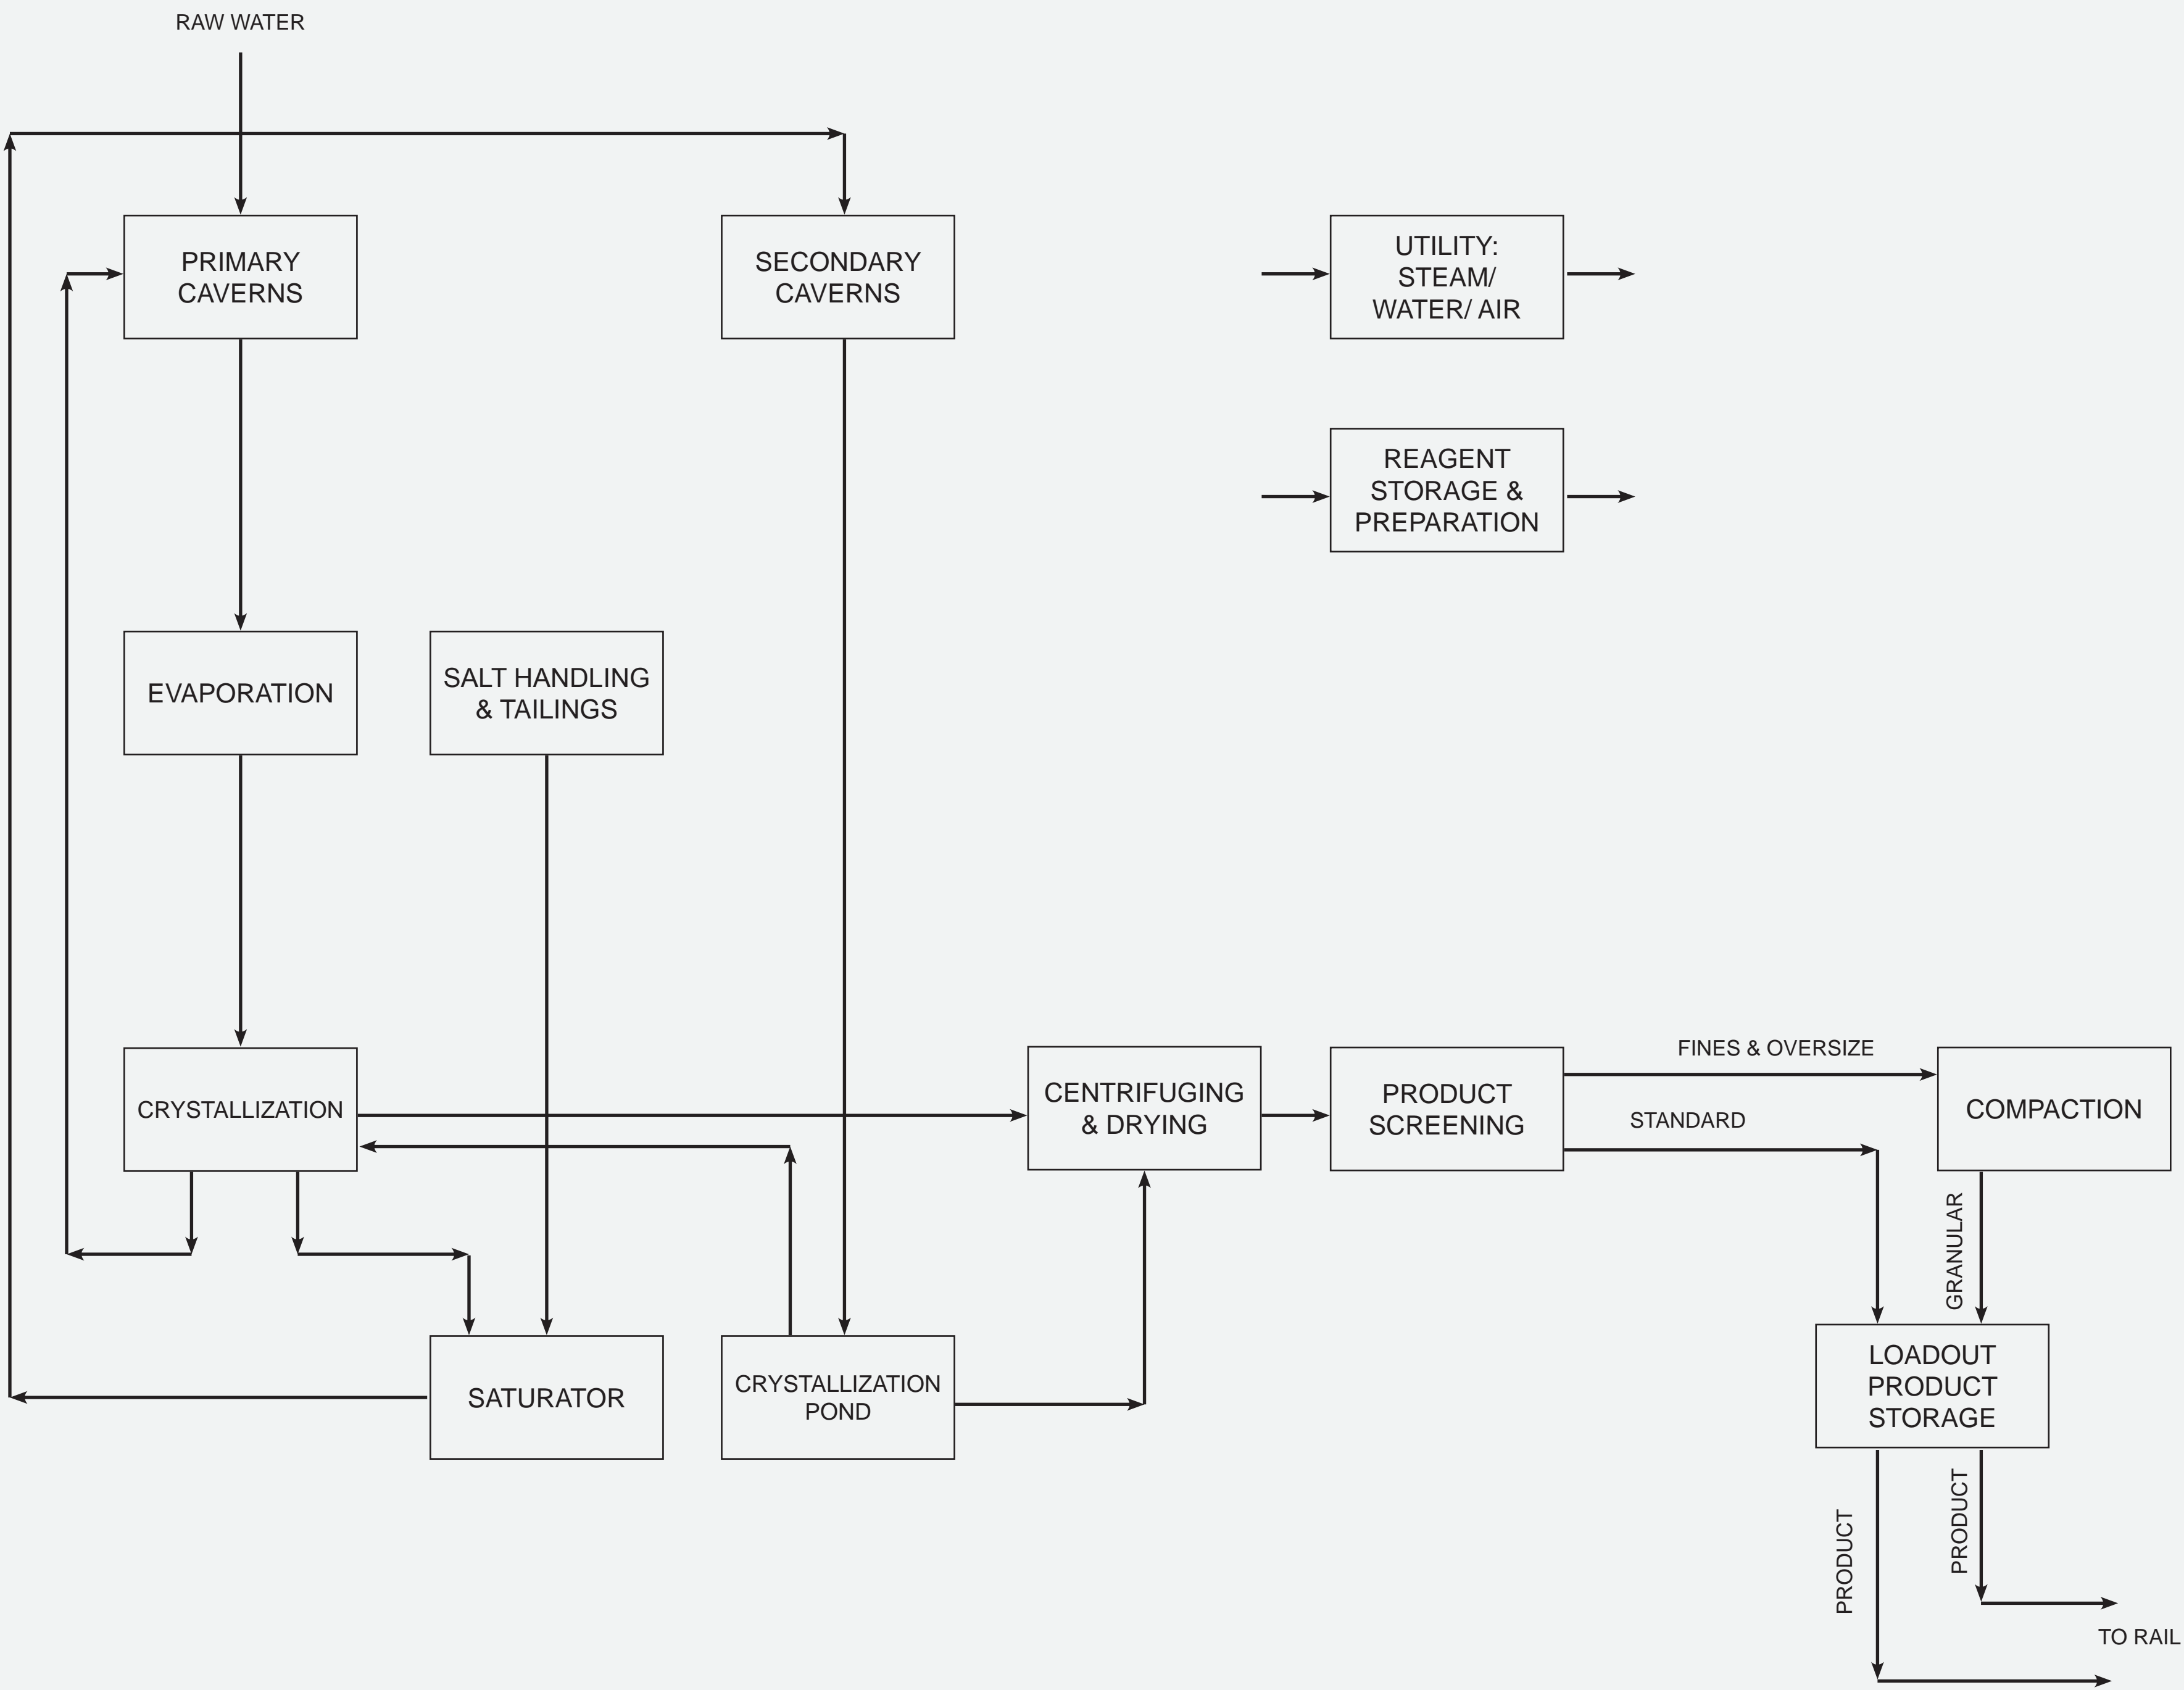 RAW WATER
PRIMARY
CAVERNS
SECONDARY
CAVERNS
UTILITY:
STEAM/
WATER/ AIR
REAGENT
STORAGE &
PREPARATION
EVAPORATION
SALT HANDLING
& TAILINGS
CRYSTALLIZATION
CENTRIFUGING
& DRYING
PRODUCT
SCREENING
FINES & OVERSIZE
STANDARD
COMPACTION
GRANULAR
SATURATOR
CRYSTALLIZATION
POND
LOADOUT
PRODUCT
STORAGE
PRODUCT
PRODUCT
TO RAIL